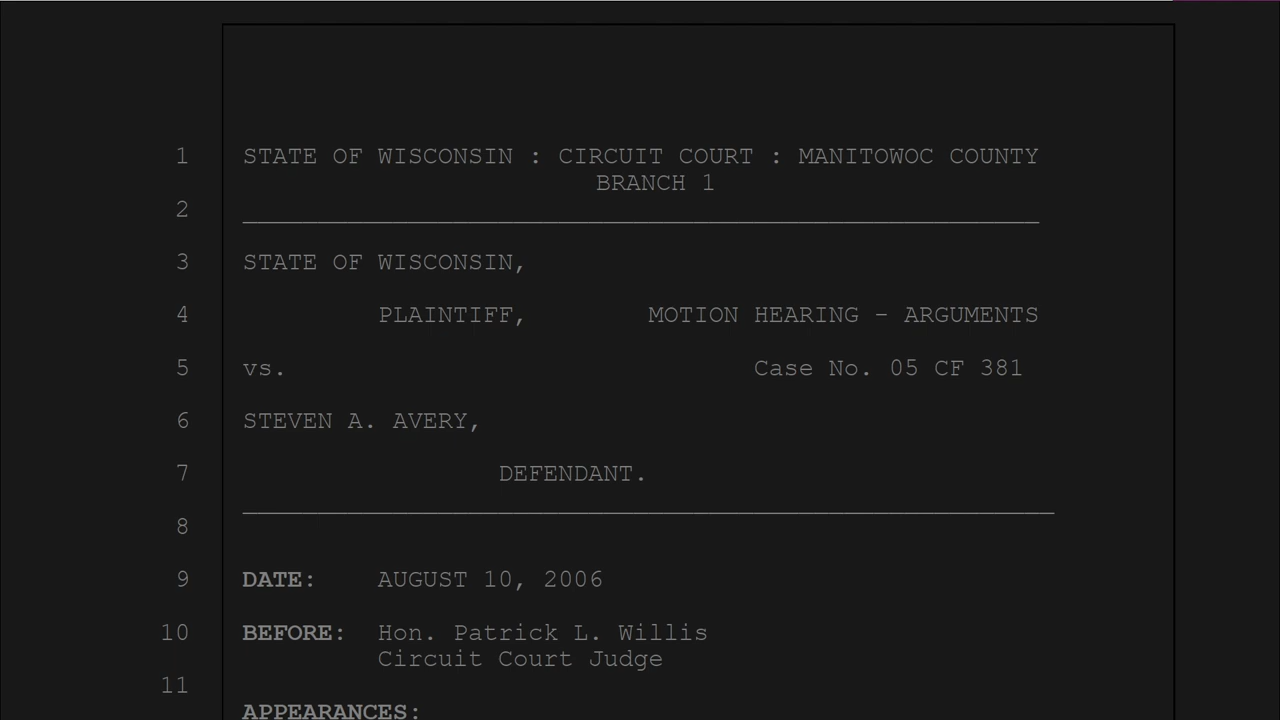 1 STATE OF WISCONSIN : CIRCUIT COURT : MANITOWOC COUNTY
BRANCH 1
2
3 STATE OF WISCONSIN,
4 PLAINTIFF, MOTION HEARING - ARGUMENTS
5 vs. Case No. 05 CF 381
6 STEVEN A. AVERY,
7 DEFENDANT.
8
9 DATE: AUGUST 10, 2006
10 BEFORE: Hon. Patrick L. Willis
Circuit Court Judge
11
APPEARANCES: